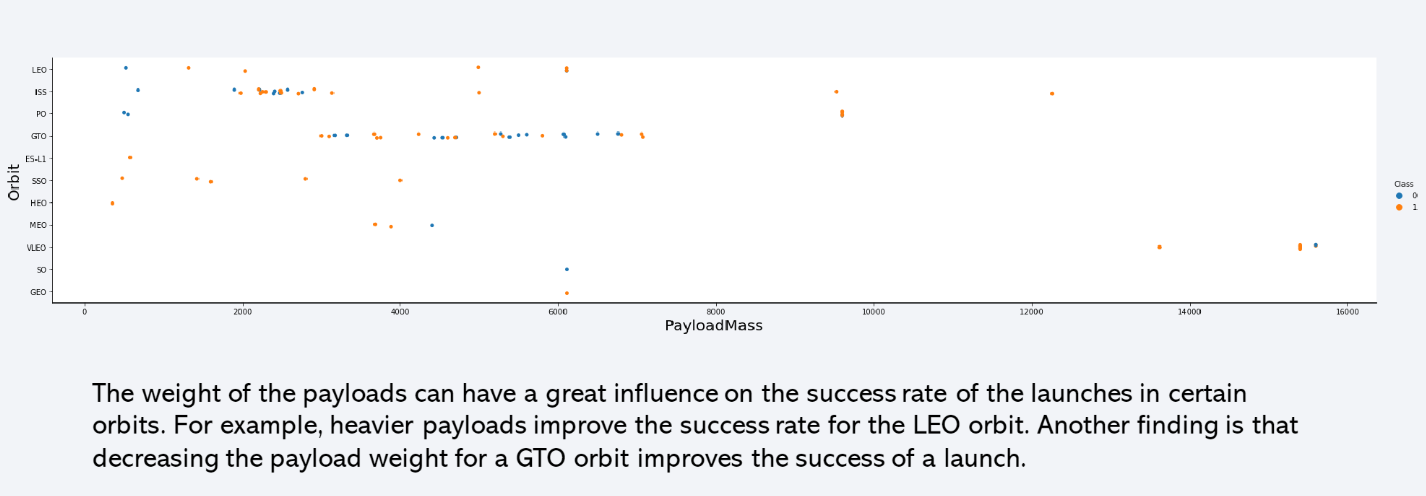 LEO
ISS
PO
GTO
ES-L1
SSO
HEO
MEO
VLEO
SO
GEO
Orbit
0 2000 4000 6000 8000 10000 12000 14000 16000
PayloadMass
Class
0
1
The weight of the payloads can have a great influence on the success rate of the launches in certain
orbits. For example, heavier payloads improve the success rate for the LEO orbit. Another finding is that
decreasing the payload weight for a GTO orbit improves the success of a launch.